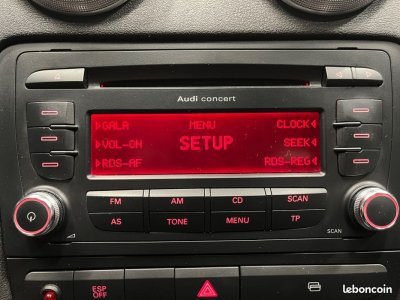 Audi concert
GALA MENU CLOCK
VOL-ON SETUP SEEK
RDS-AF RDS-REG
FM AM CD SCAN
AS TONE MENU TP
SCAN
ESP OFF
leboncoin